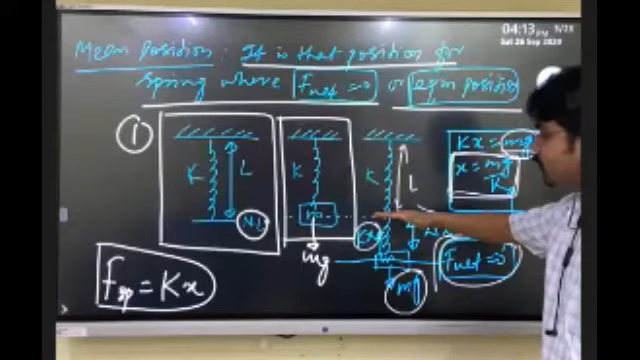 04:13 PM
Sat 26 Sep 2020
Mean position : It is that position for
spring where Fnet = 0 or eqm position
①
K L N.L
K m mg
K L Kx mg
Kx = mg
x = mg
K
Fnet = 0
Fsp = Kx